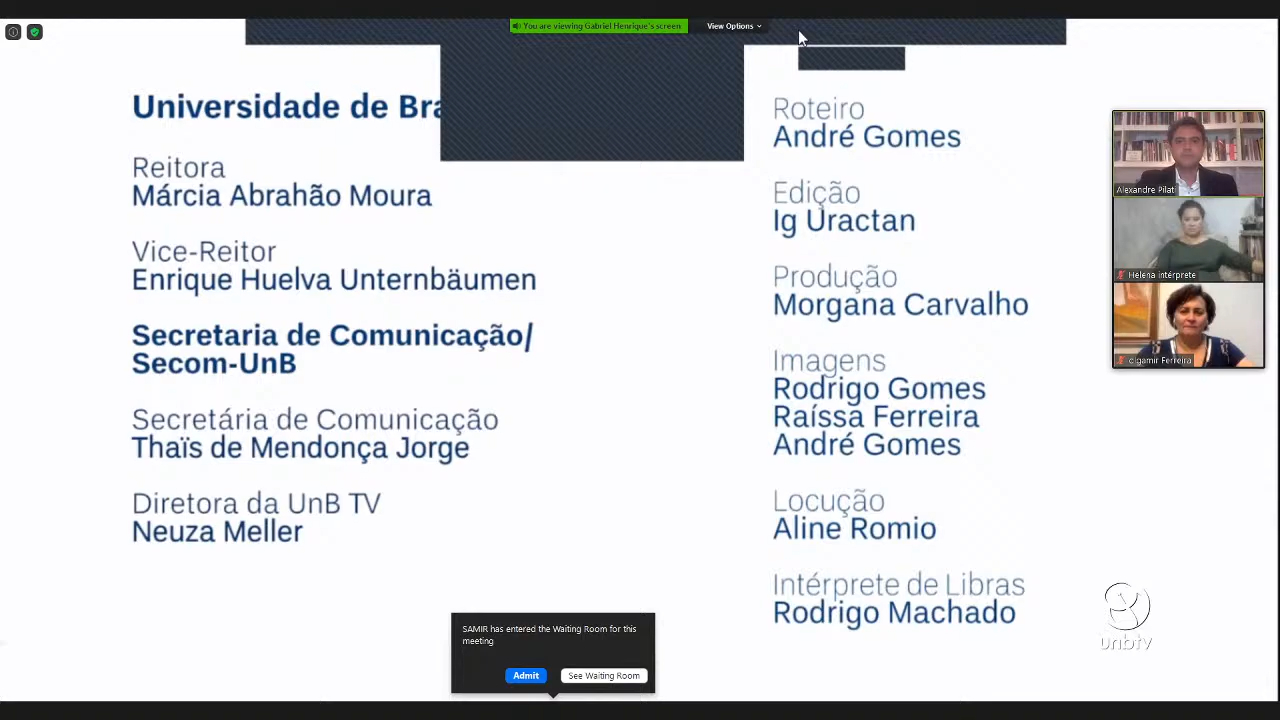 You are viewing Gabriel Henrique's screen
View Options
Universidade de
Reitora
Márcia Abrahão Moura
Vice-Reitor
Enrique Huelva Unternbäumen
Secretaria de Comunicação/
Secom-UnB
Secretária de Comunicação
Thaïs de Mendonça Jorge
Diretora da UnB TV
Neuza Meller
Roteiro
André Gomes
Edição
Ig Uractan
Produção
Morgana Carvalho
Imagens
Rodrigo Gomes
Raíssa Ferreira
André Gomes
Locução
Aline Romio
Intérprete de Libras
Rodrigo Machado
Alexandre Pilati
Helena intérprete
Ferreira
SAMIR has entered the Waiting Room for this
meeting
Admit
See Waiting Room
unbtv